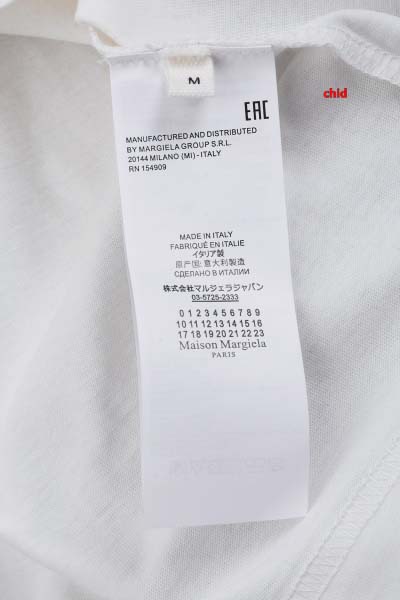 M
EAC
chid
MANUFACTURED AND DISTRIBUTED
BY MARGIELA GROUP S.R.L.
20144 MILANO (MI) - ITALY
RN 154909
MADE IN ITALY
FABRIQUÉ EN ITALIE
イタリア製
原产国: 意大利製造
СДЕЛАНО В ИТАЛИИ
株式会社マルジェラジャパン
03-5725-2333
0 1 2 3 4 5 6 7 8 9
10 11 12 13 14 15 16
17 18 19 20 21 22 23
Maison Margiela
PARIS